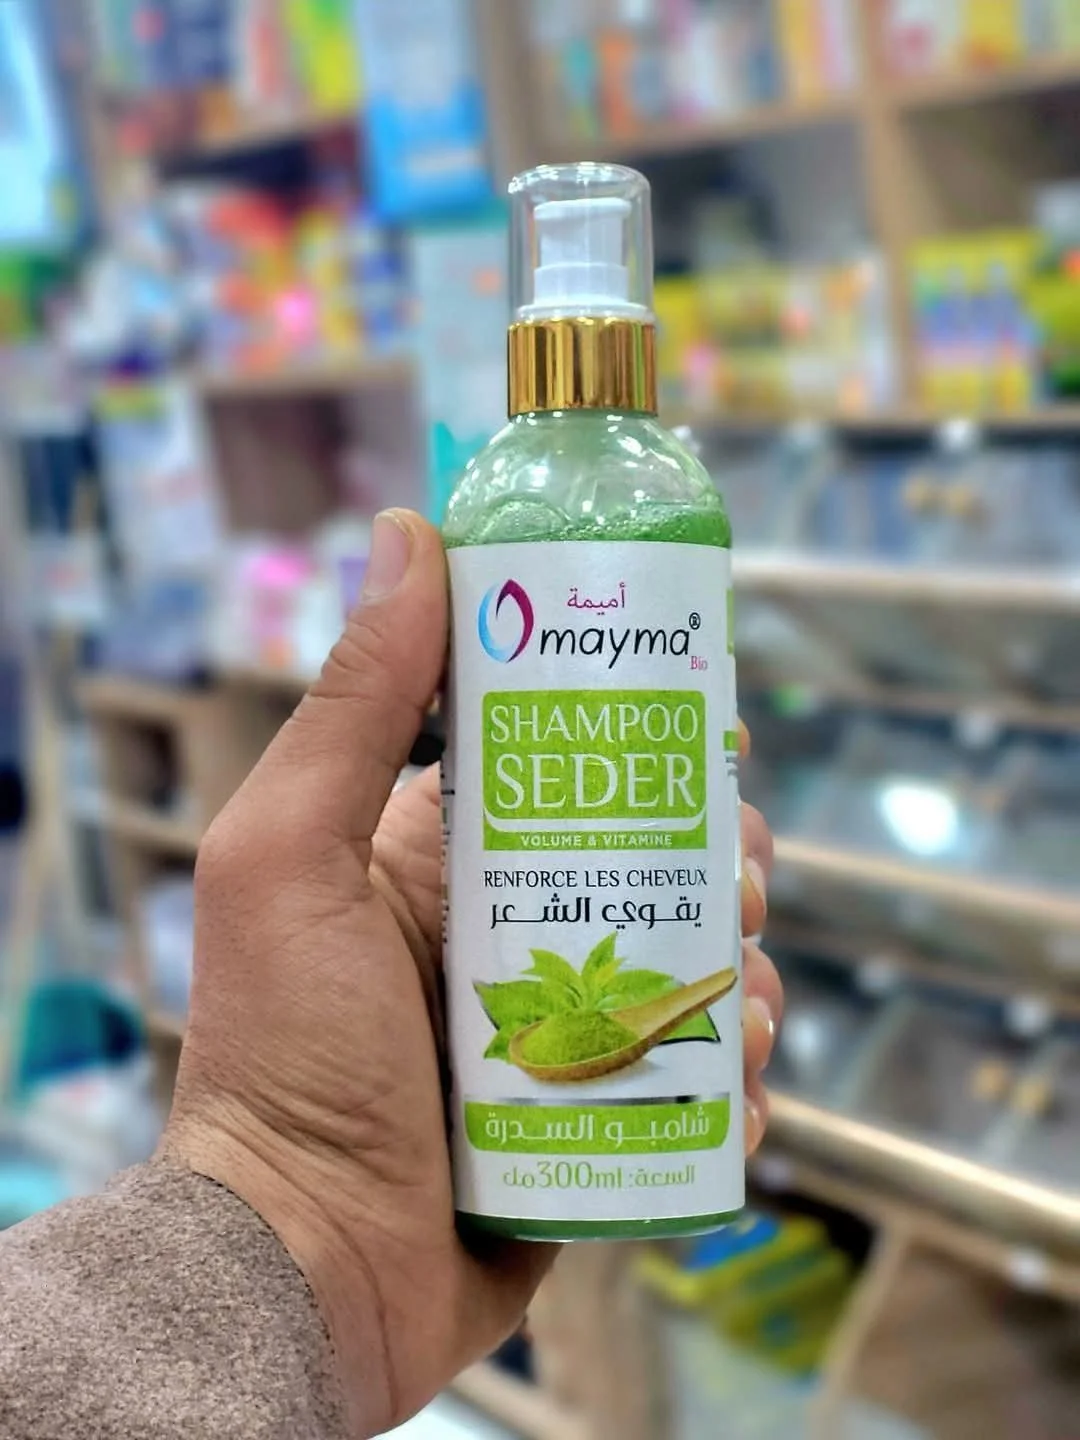 أميمة
Omayma®
Bio
SHAMPOO
SEDER
VOLUME & VITAMINE
RENFORCE LES CHEVEUX
يقوي الشعر
شامبو السدرة
السعة: 300ml مل